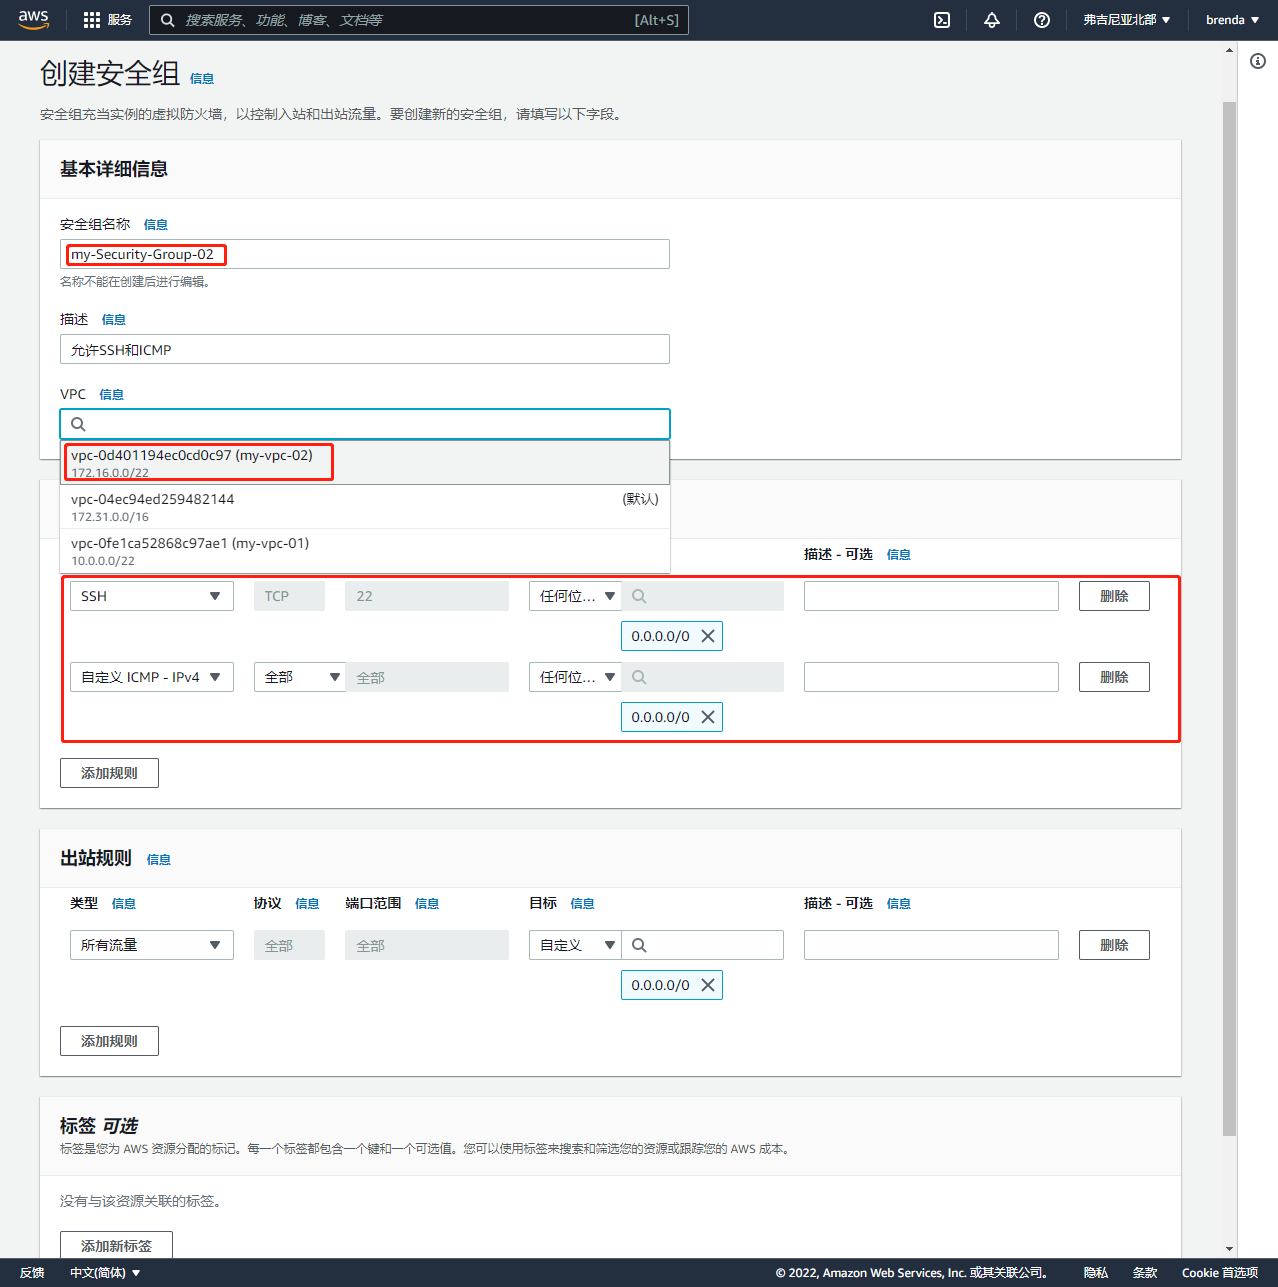 aws 服务 搜索服务、功能、博客、文档等 [Alt+S] 弗吉尼亚北部 ▼ brenda ▼
创建安全组 信息
安全组充当实例的虚拟防火墙，以控制入站和出站流量。要创建新的安全组，请填写以下字段。
基本详细信息
安全组名称 信息
my-Security-Group-02
名称不能在创建后进行编辑。
描述 信息
允许SSH和ICMP
VPC 信息
vpc-0d401194ec0cd0c97 (my-vpc-02)
172.16.0.0/22
vpc-04ec94ed259482144 (默认)
172.31.0.0/16
vpc-0fe1ca52868c97ae1 (my-vpc-01)
10.0.0.0/22
描述 - 可选 信息
SSH TCP 22 任何位... 删除
0.0.0.0/0
自定义 ICMP - IPv4 全部 全部 任何位... 删除
0.0.0.0/0
添加规则
出站规则 信息
类型 信息 协议 信息 端口范围 信息 目标 信息 描述 - 可选 信息
所有流量 全部 全部 自定义 删除
0.0.0.0/0
添加规则
标签 可选
标签是您为 AWS 资源分配的标记。每一个标签都包含一个键和一个可选值。您可以使用标签来搜索和筛选您的资源或跟踪您的 AWS 成本。
没有与该资源关联的标签。
添加新标签
反馈 中文(简体) ▼ © 2022, Amazon Web Services, Inc. 或其关联公司。 隐私 条款 Cookie 首选项